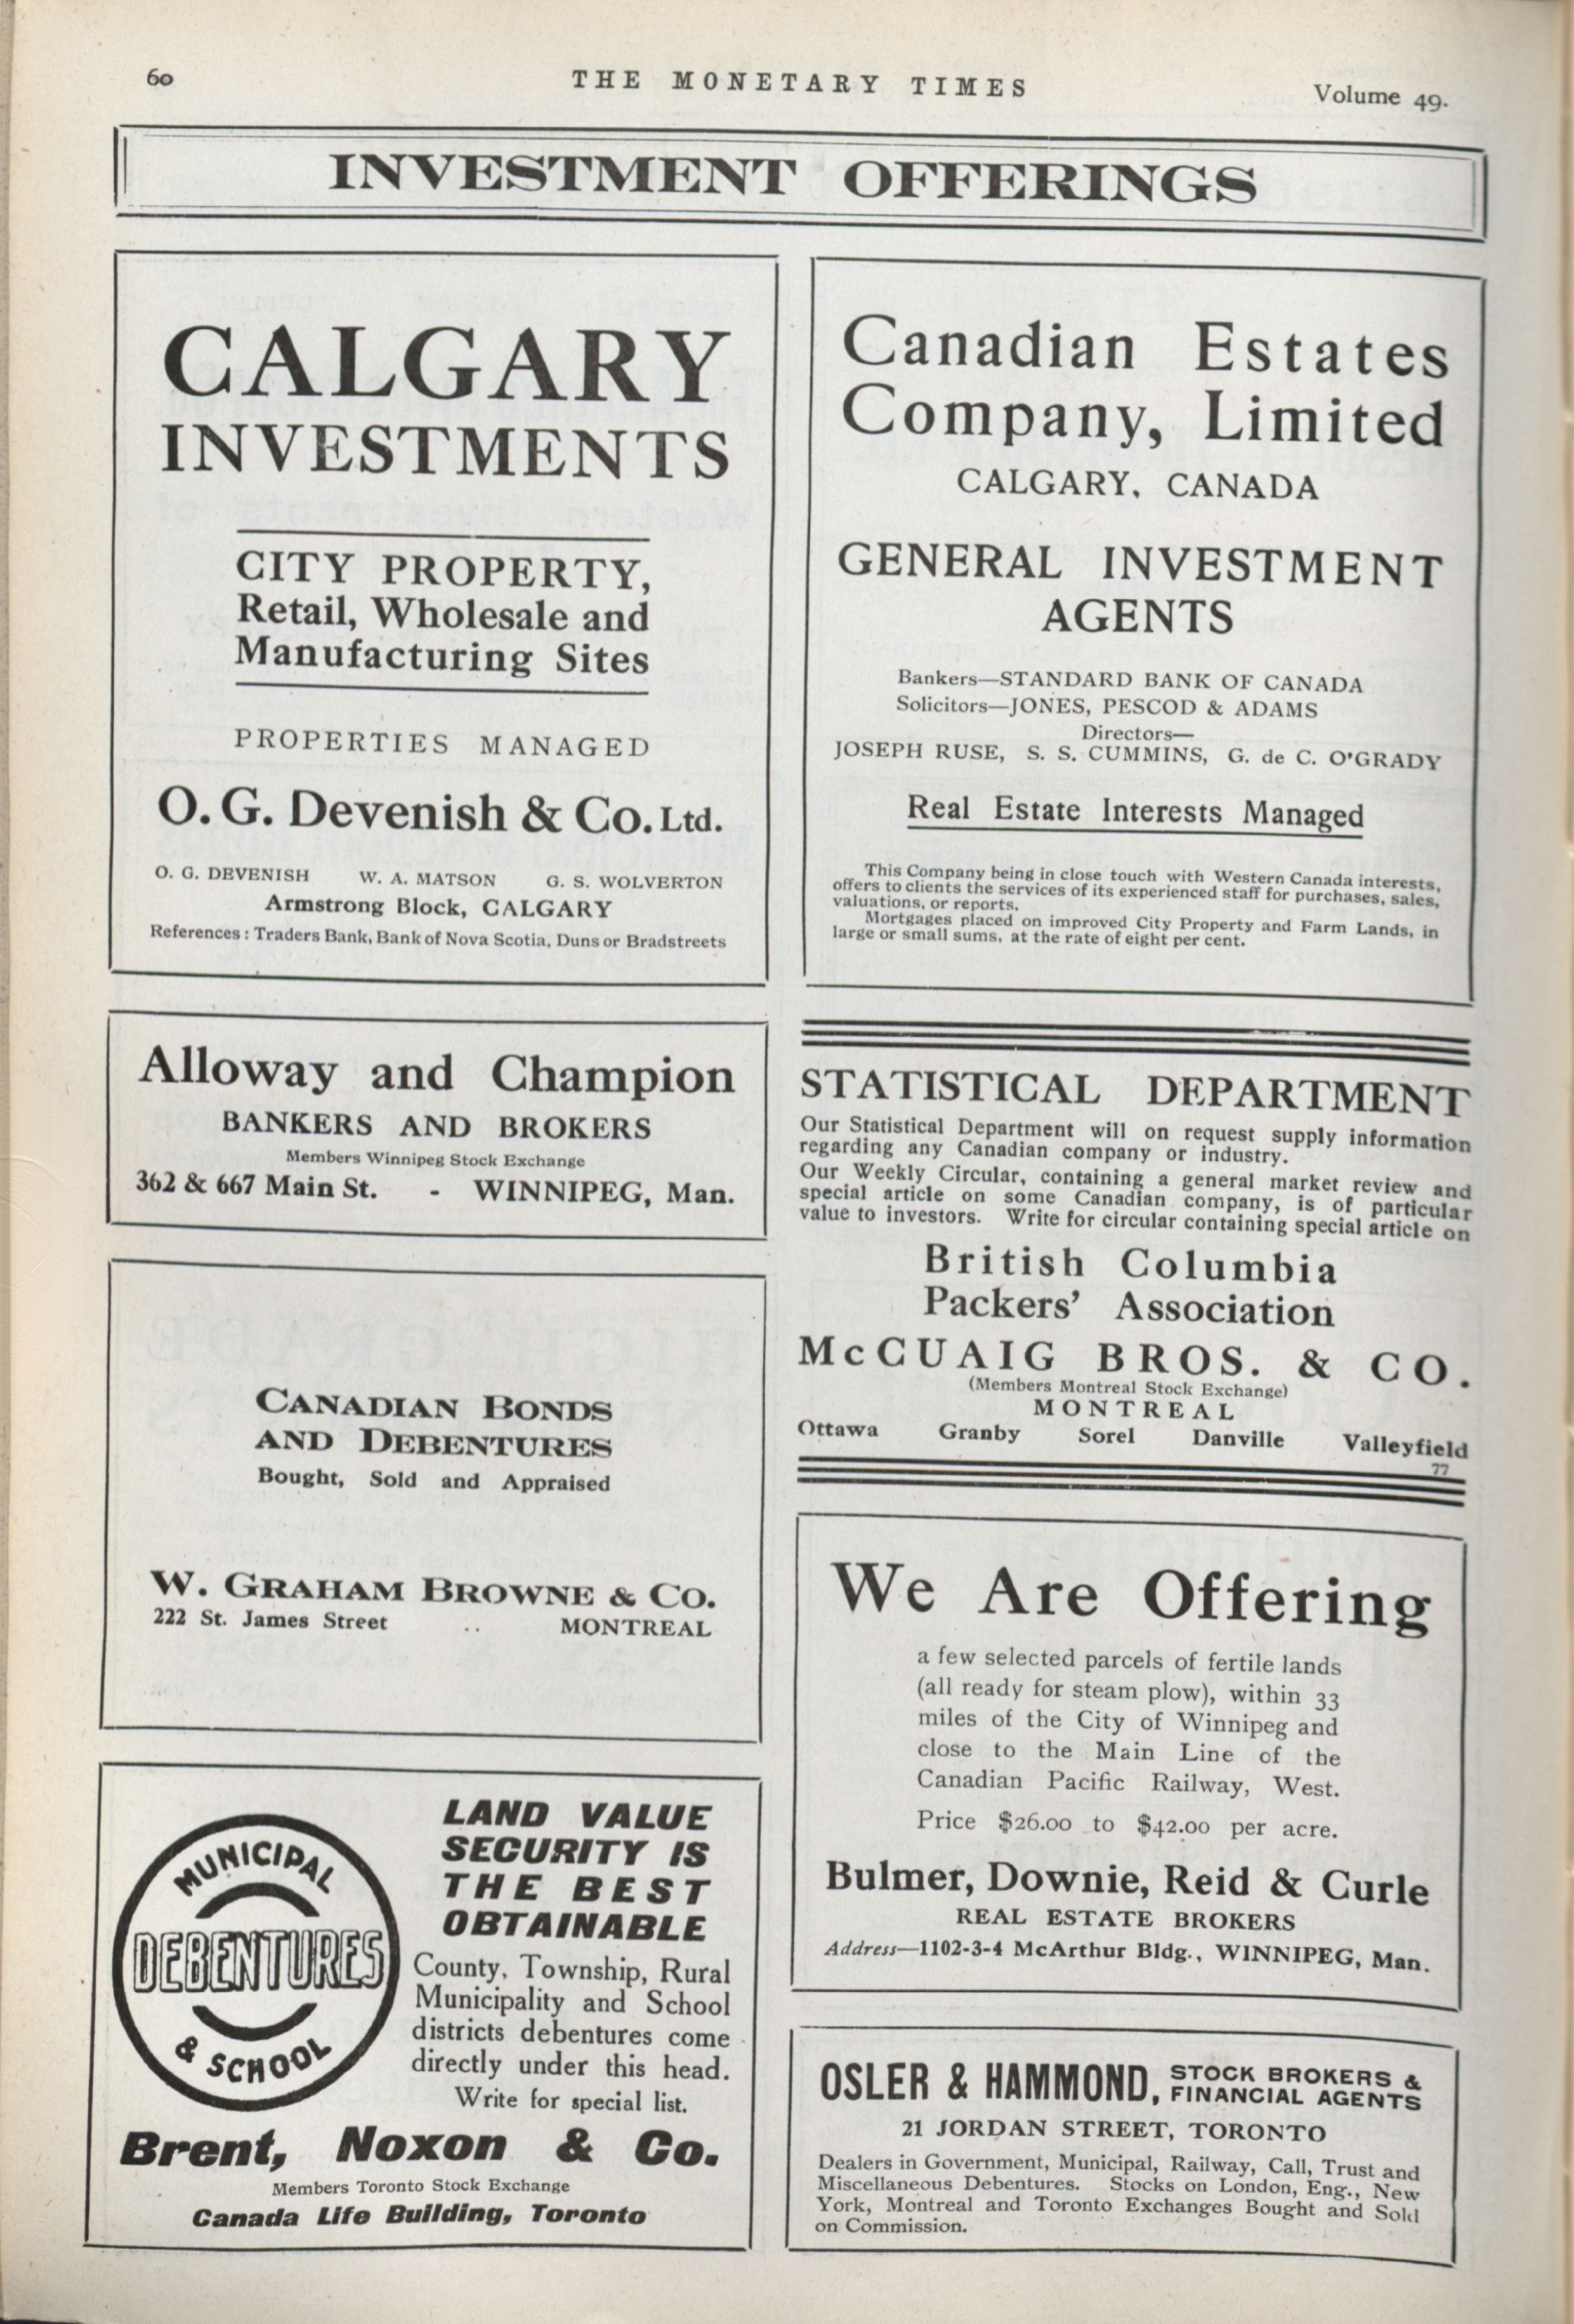 60
THE MONETARY TIMES
Volume 49.
INVESTMENT OFFERINGS
CALGARY
INVESTMENTS
CITY PROPERTY,
Retail, Wholesale and
Manufacturing Sites
PROPERTIES MANAGED
O. G. Devenish & Co. Ltd.
O. G. DEVENISH W. A. MATSON G. S. WOLVERTON
Armstrong Block, CALGARY
References : Traders Bank, Bank of Nova Scotia, Duns or Bradstreets
Alloway and Champion
BANKERS AND BROKERS
Members Winnipeg Stock Exchange
362 & 667 Main St. - WINNIPEG, Man.
CANADIAN BONDS
AND DEBENTURES
Bought, Sold and Appraised
W. GRAHAM BROWNE & CO.
222 St. James Street .. MONTREAL
MUNICIPAL
DEBENTURES
& SCHOOL
LAND VALUE
SECURITY IS
THE BEST
OBTAINABLE
County, Township, Rural
Municipality and School
districts debentures come
directly under this head.
Write for special list.
Brent, Noxon & Co.
Members Toronto Stock Exchange
Canada Life Building, Toronto
Canadian Estates
Company, Limited
CALGARY, CANADA
GENERAL INVESTMENT
AGENTS
Bankers—STANDARD BANK OF CANADA
Solicitors—JONES, PESCOD & ADAMS
Directors—
JOSEPH RUSE, S. S. CUMMINS, G. de C. O'GRADY
Real Estate Interests Managed
This Company being in close touch with Western Canada interests,
offers to clients the services of its experienced staff for purchases, sales,
valuations, or reports.
Mortgages placed on improved City Property and Farm Lands, in
large or small sums, at the rate of eight per cent.
STATISTICAL DEPARTMENT
Our Statistical Department will on request supply information
regarding any Canadian company or industry.
Our Weekly Circular, containing a general market review and
special article on some Canadian company, is of particular
value to investors. Write for circular containing special article on
British Columbia
Packers' Association
McCUAIG BROS. & CO.
(Members Montreal Stock Exchange)
MONTREAL
Ottawa Granby Sorel Danville Valleyfield
77
We Are Offering
a few selected parcels of fertile lands
(all ready for steam plow), within 33
miles of the City of Winnipeg and
close to the Main Line of the
Canadian Pacific Railway, West.
Price $26.00 to $42.00 per acre.
Bulmer, Downie, Reid & Curle
REAL ESTATE BROKERS
Address—1102-3-4 McArthur Bldg., WINNIPEG, Man.
OSLER & HAMMOND, STOCK BROKERS &
FINANCIAL AGENTS
21 JORDAN STREET, TORONTO
Dealers in Government, Municipal, Railway, Call, Trust and
Miscellaneous Debentures. Stocks on London, Eng., New
York, Montreal and Toronto Exchanges Bought and Sold
on Commission.